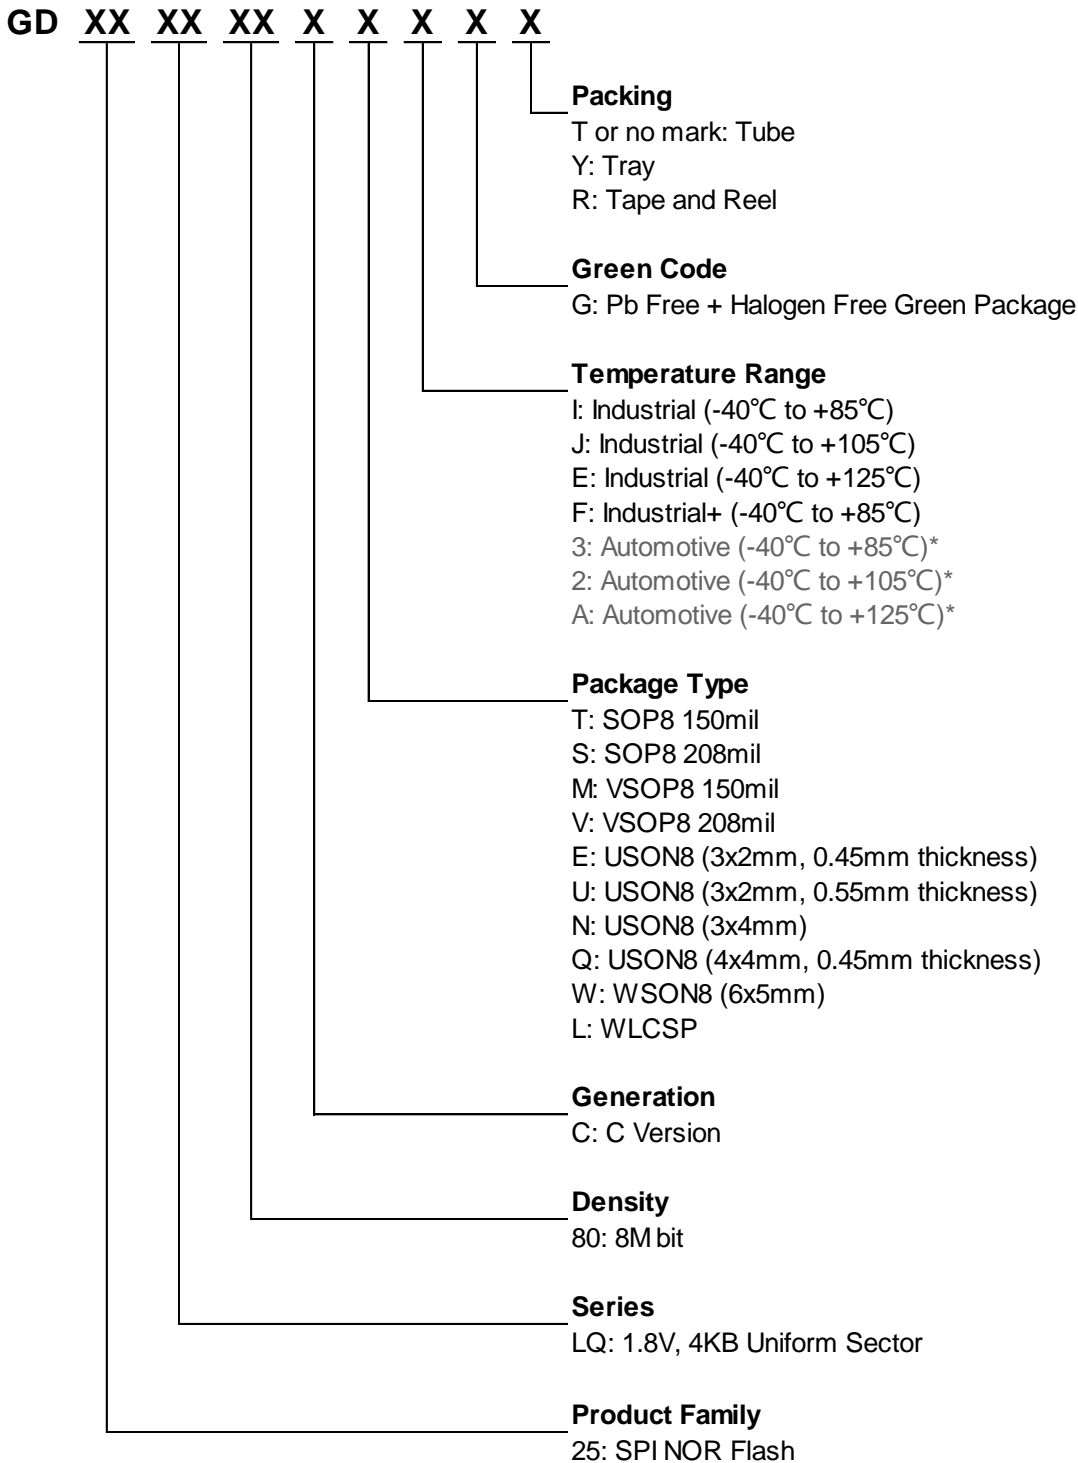 GD XX XX XX X X X X X
Packing
T or no mark: Tube
Y: Tray
R: Tape and Reel
Green Code
G: Pb Free + Halogen Free Green Package
Temperature Range
I: Industrial (-40℃ to +85℃)
J: Industrial (-40℃ to +105℃)
E: Industrial (-40℃ to +125℃)
F: Industrial+ (-40℃ to +85℃)
3: Automotive (-40℃ to +85℃)*
2: Automotive (-40℃ to +105℃)*
A: Automotive (-40℃ to +125℃)*
Package Type
T: SOP8 150mil
S: SOP8 208mil
M: VSOP8 150mil
V: VSOP8 208mil
E: USON8 (3x2mm, 0.45mm thickness)
U: USON8 (3x2mm, 0.55mm thickness)
N: USON8 (3x4mm)
Q: USON8 (4x4mm, 0.45mm thickness)
W: WSON8 (6x5mm)
L: WLCSP
Generation
C: C Version
Density
80: 8M bit
Series
LQ: 1.8V, 4KB Uniform Sector
Product Family
25: SPI NOR Flash